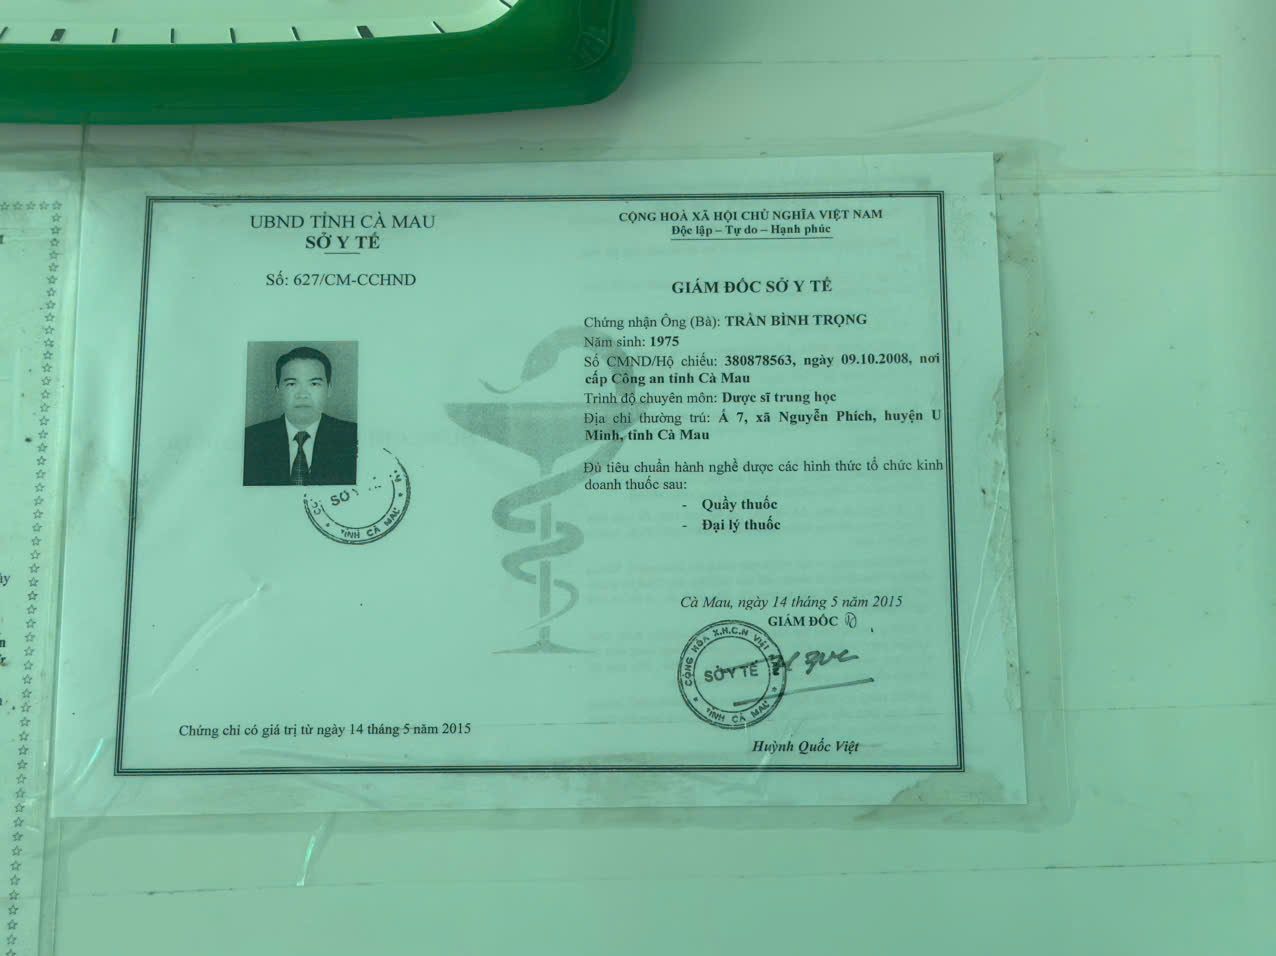 UBND TỈNH CÀ MAU
SỞ Y TẾ
Số: 627/CM-CCHND
SỞ Y
TỈNH CÀ MAU
Chứng chỉ có giá trị từ ngày 14 tháng 5 năm 2015
CỘNG HOÀ XÃ HỘI CHỦ NGHĨA VIỆT NAM
Độc lập – Tự do – Hạnh phúc
GIÁM ĐỐC SỞ Y TẾ
Chứng nhận Ông (Bà): TRẦN BÌNH TRỌNG
Năm sinh: 1975
Số CMND/Hộ chiếu: 380878563, ngày 09.10.2008, nơi
cấp Công an tỉnh Cà Mau
Trình độ chuyên môn: Dược sĩ trung học
Địa chỉ thường trú: Ấ 7, xã Nguyễn Phích, huyện U
Minh, tỉnh Cà Mau
Đủ tiêu chuẩn hành nghề dược các hình thức tổ chức kinh
doanh thuốc sau:
- Quầy thuốc
- Đại lý thuốc
Cà Mau, ngày 14 tháng 5 năm 2015
GIÁM ĐỐC
CỘNG HÒA X.H.C.N VIỆT NAM
SỞ Y TẾ
TỈNH CÀ MAU
Huỳnh Quốc Việt